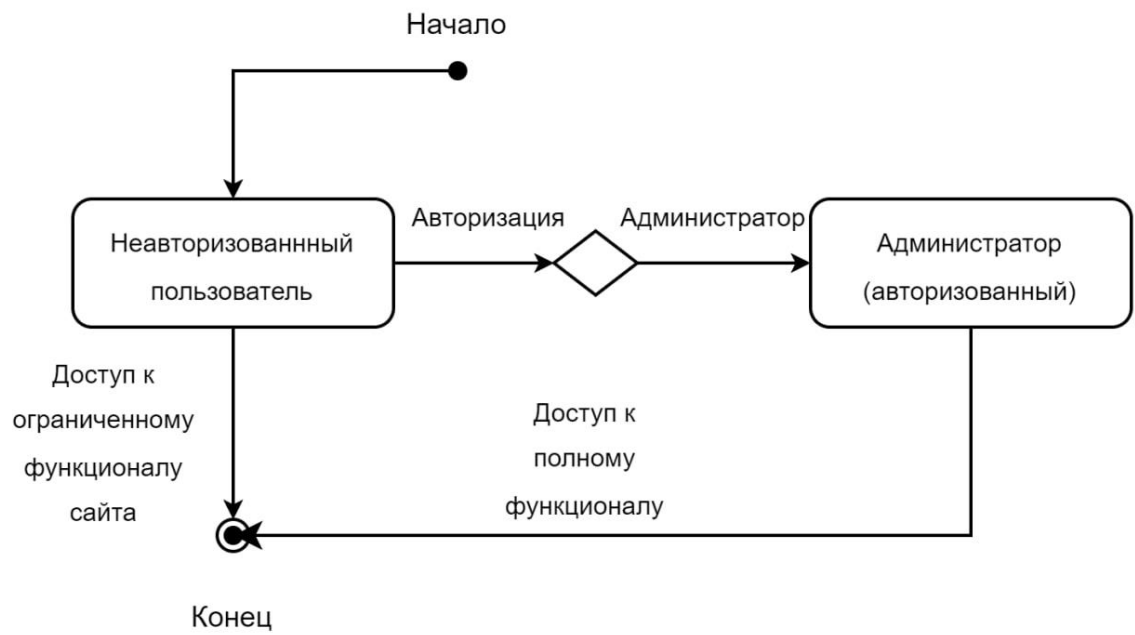 Начало
Авторизация
Администратор
Неавторизованнный
пользователь
Администратор
(авторизованный)
Доступ к
ограниченному
функционалу
сайта
Доступ к
полному
функционалу
Конец